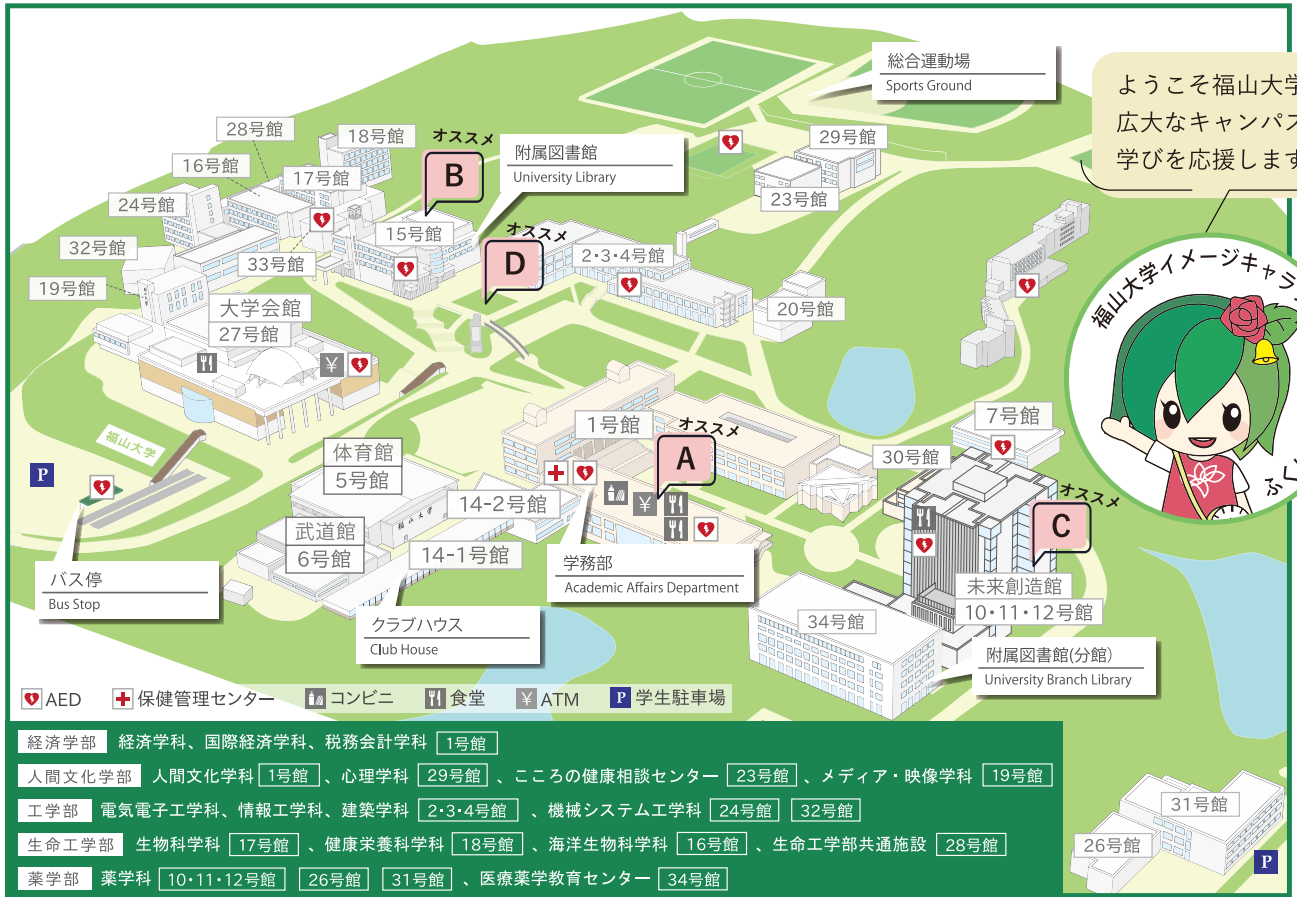 総合運動場
Sports Ground
ようこそ福山大学
広大なキャンパス
学びを応援します
28号館
18号館
オススメ
B
附属図書館
University Library
29号館
16号館
17号館
23号館
24号館
オススメ
D
15号館
2・3・4号館
32号館
33号館
19号館
大学会館
27号館
20号館
福山大学イメージキャラ
ふく
1号館
オススメ
A
7号館
福山大学
体育館
5号館
福山大学
30号館
オススメ
C
P
14-2号館
武道館
6号館
14-1号館
学務部
Academic Affairs Department
バス停
Bus Stop
未来創造館
10・11・12号館
34号館
クラブハウス
Club House
附属図書館(分館)
University Branch Library
AED 保健管理センター コンビニ 食堂 ¥ ATM P 学生駐車場
経済学部 経済学科、国際経済学科、税務会計学科 1号館
人間文化学部 人間文化学科 1号館 、心理学科 29号館 、こころの健康相談センター 23号館 、メディア・映像学科 19号館
工学部 電気電子工学科、情報工学科、建築学科 2・3・4号館 、機械システム工学科 24号館 32号館
生命工学部 生物科学科 17号館 、健康栄養科学科 18号館 、海洋生物科学科 16号館 、生命工学部共通施設 28号館
薬学部 薬学科 10・11・12号館 26号館 31号館 、医療薬学教育センター 34号館
31号館
26号館
P